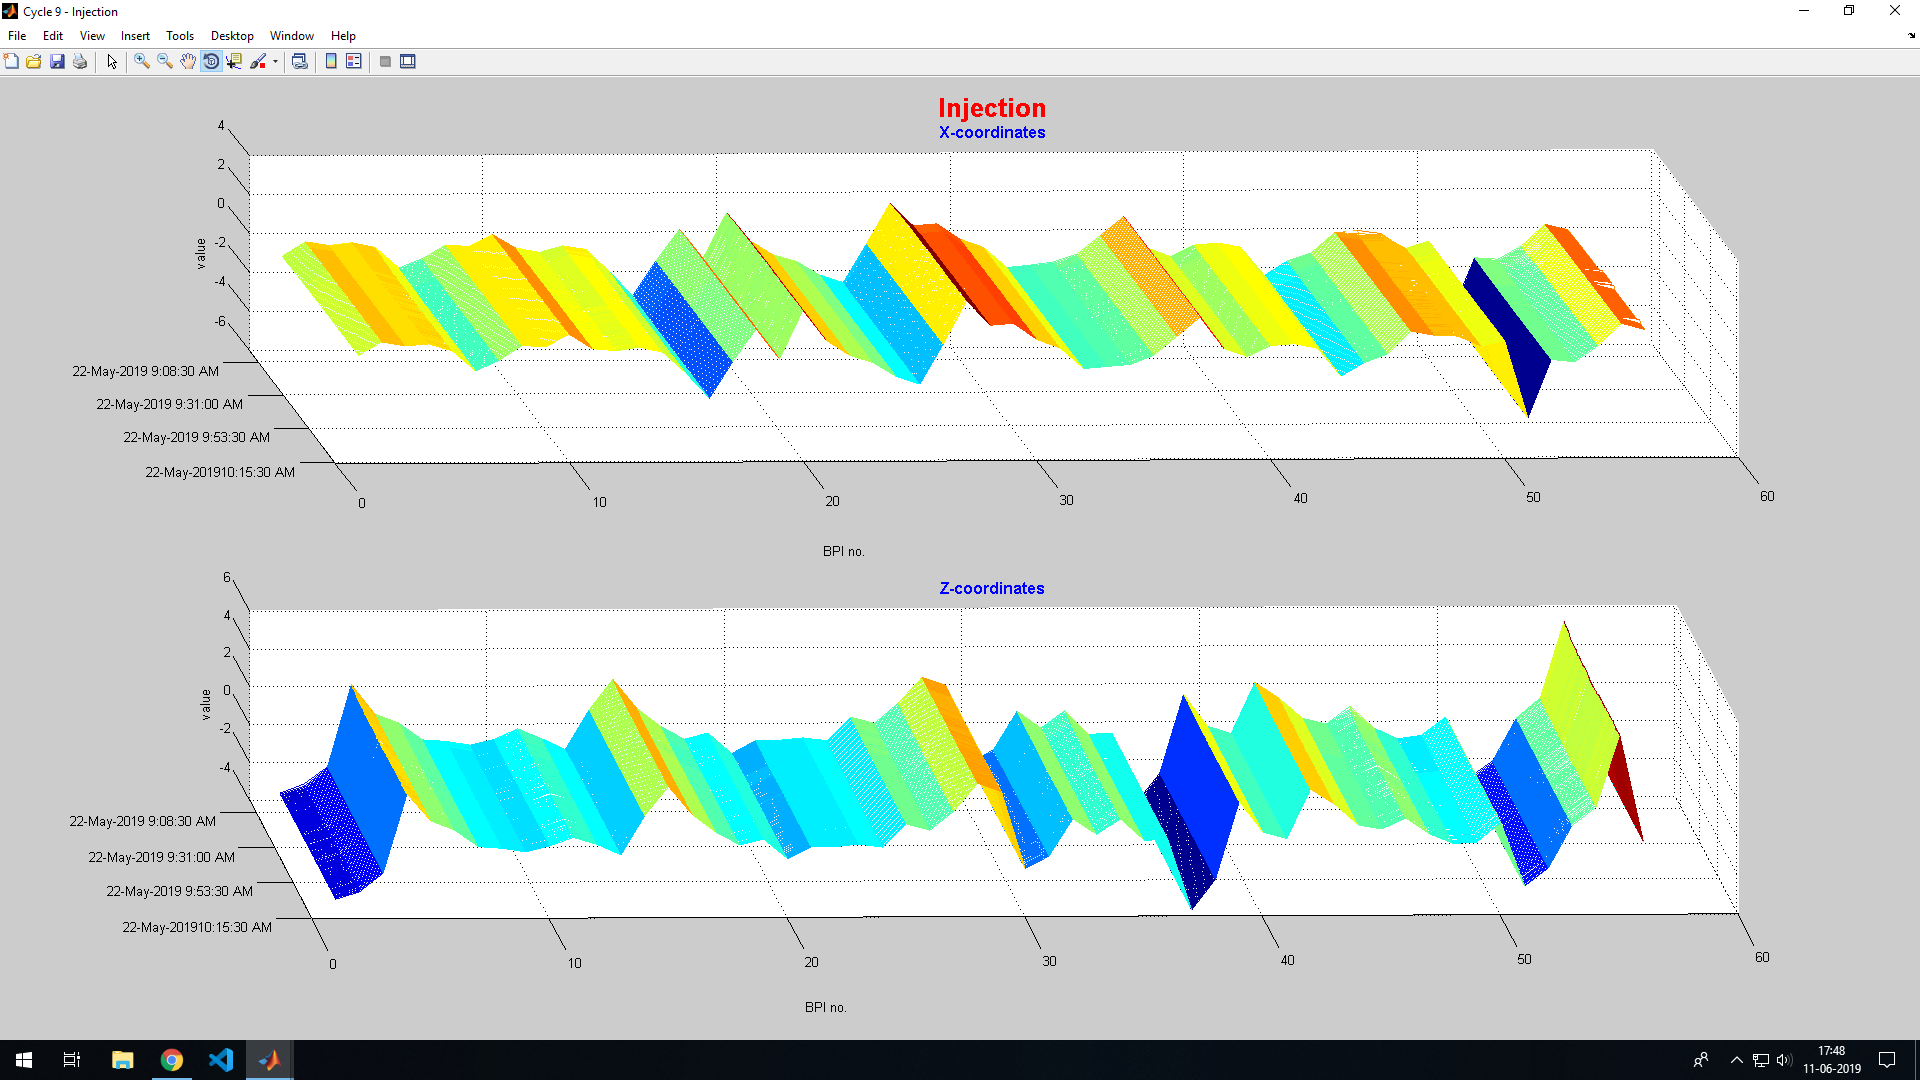 Cycle 9 - Injection
File Edit View Insert Tools Desktop Window Help
Injection
X-coordinates
4
2
0
-2
-4
-6
value
22-May-2019 9:08:30 AM
22-May-2019 9:31:00 AM
22-May-2019 9:53:30 AM
22-May-201910:15:30 AM
0 10 20 30 40 50 60
BPI no.
Z-coordinates
6
4
2
0
-2
-4
value
22-May-2019 9:08:30 AM
22-May-2019 9:31:00 AM
22-May-2019 9:53:30 AM
22-May-201910:15:30 AM
0 10 20 30 40 50 60
BPI no.
17:48
11-06-2019